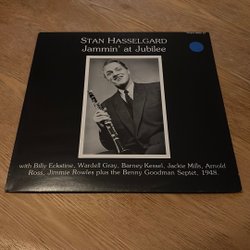 STAN HASSELGARD
Jammin' at Jubilee
with Billy Eckstine, Wardell Gray, Barney Kessel, Jackie Mills, Arnold
Ross, Jimmie Rowles plus the Benny Goodman Septet, 1948.